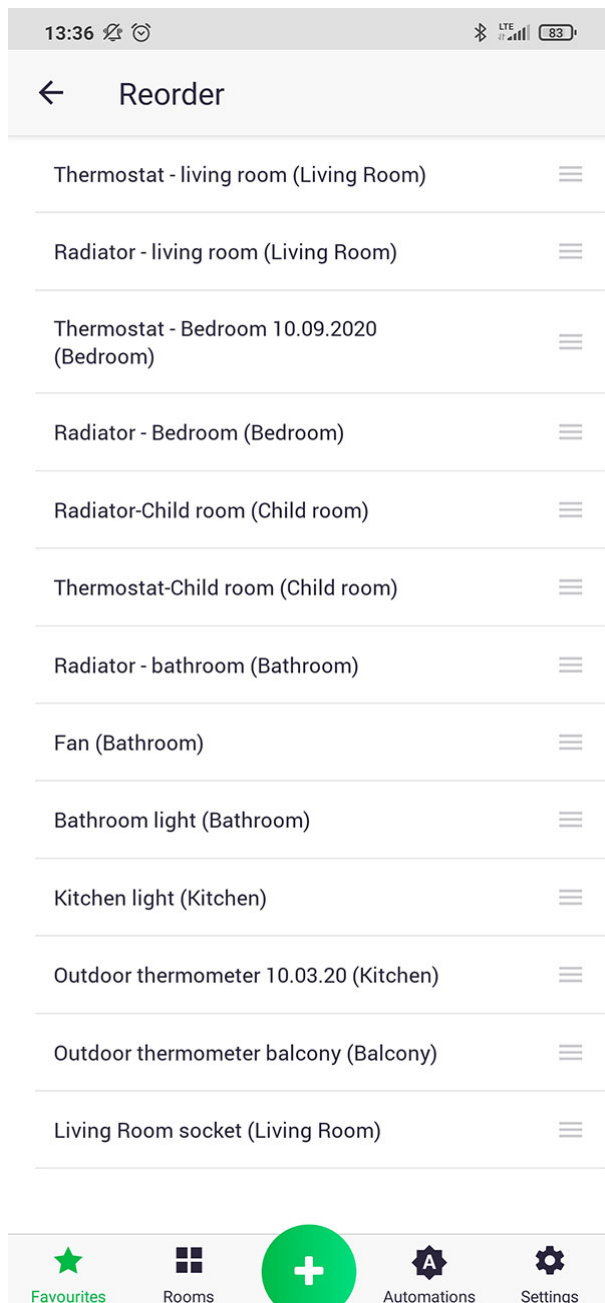 13:36
LTE
83
Reorder
Thermostat - living room (Living Room)
Radiator - living room (Living Room)
Thermostat - Bedroom 10.09.2020
(Bedroom)
Radiator - Bedroom (Bedroom)
Radiator-Child room (Child room)
Thermostat-Child room (Child room)
Radiator - bathroom (Bathroom)
Fan (Bathroom)
Bathroom light (Bathroom)
Kitchen light (Kitchen)
Outdoor thermometer 10.03.20 (Kitchen)
Outdoor thermometer balcony (Balcony)
Living Room socket (Living Room)
A
Favourites
Rooms
Automations
Settings